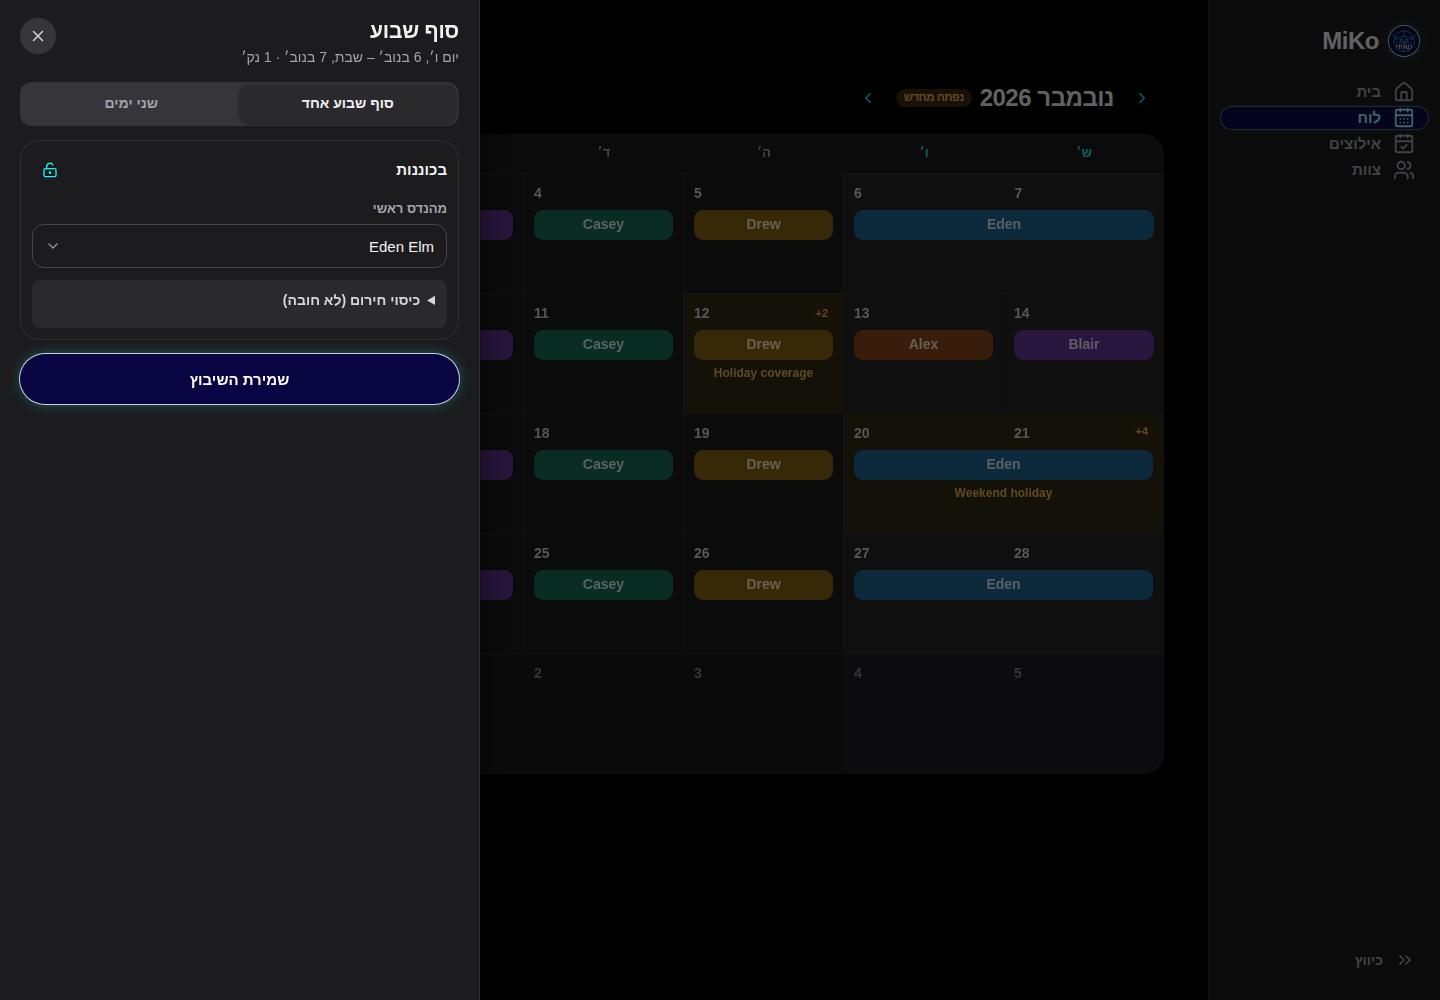 סוף שבוע
יום ו׳, 6 בנוב׳ – שבת, 7 בנוב׳ · 1 נק׳
סוף שבוע אחד
שני ימים
בכוננות
מהנדס ראשי
Eden Elm
כיסוי חירום (לא חובה)
שמירת השיבוץ
MiKo
miko
בית
לוח
אילוצים
צוות
כיווץ
נובמבר 2026
נפתח מחדש
ש׳
ו׳
ה׳
ד׳
4 5 6 7
Casey Drew Eden
11 12 +2 13 14
Casey Drew Alex Blair
Holiday coverage
18 19 20 21 +4
Casey Drew Eden
Weekend holiday
25 26 27 28
Casey Drew Eden
2 3 4 5